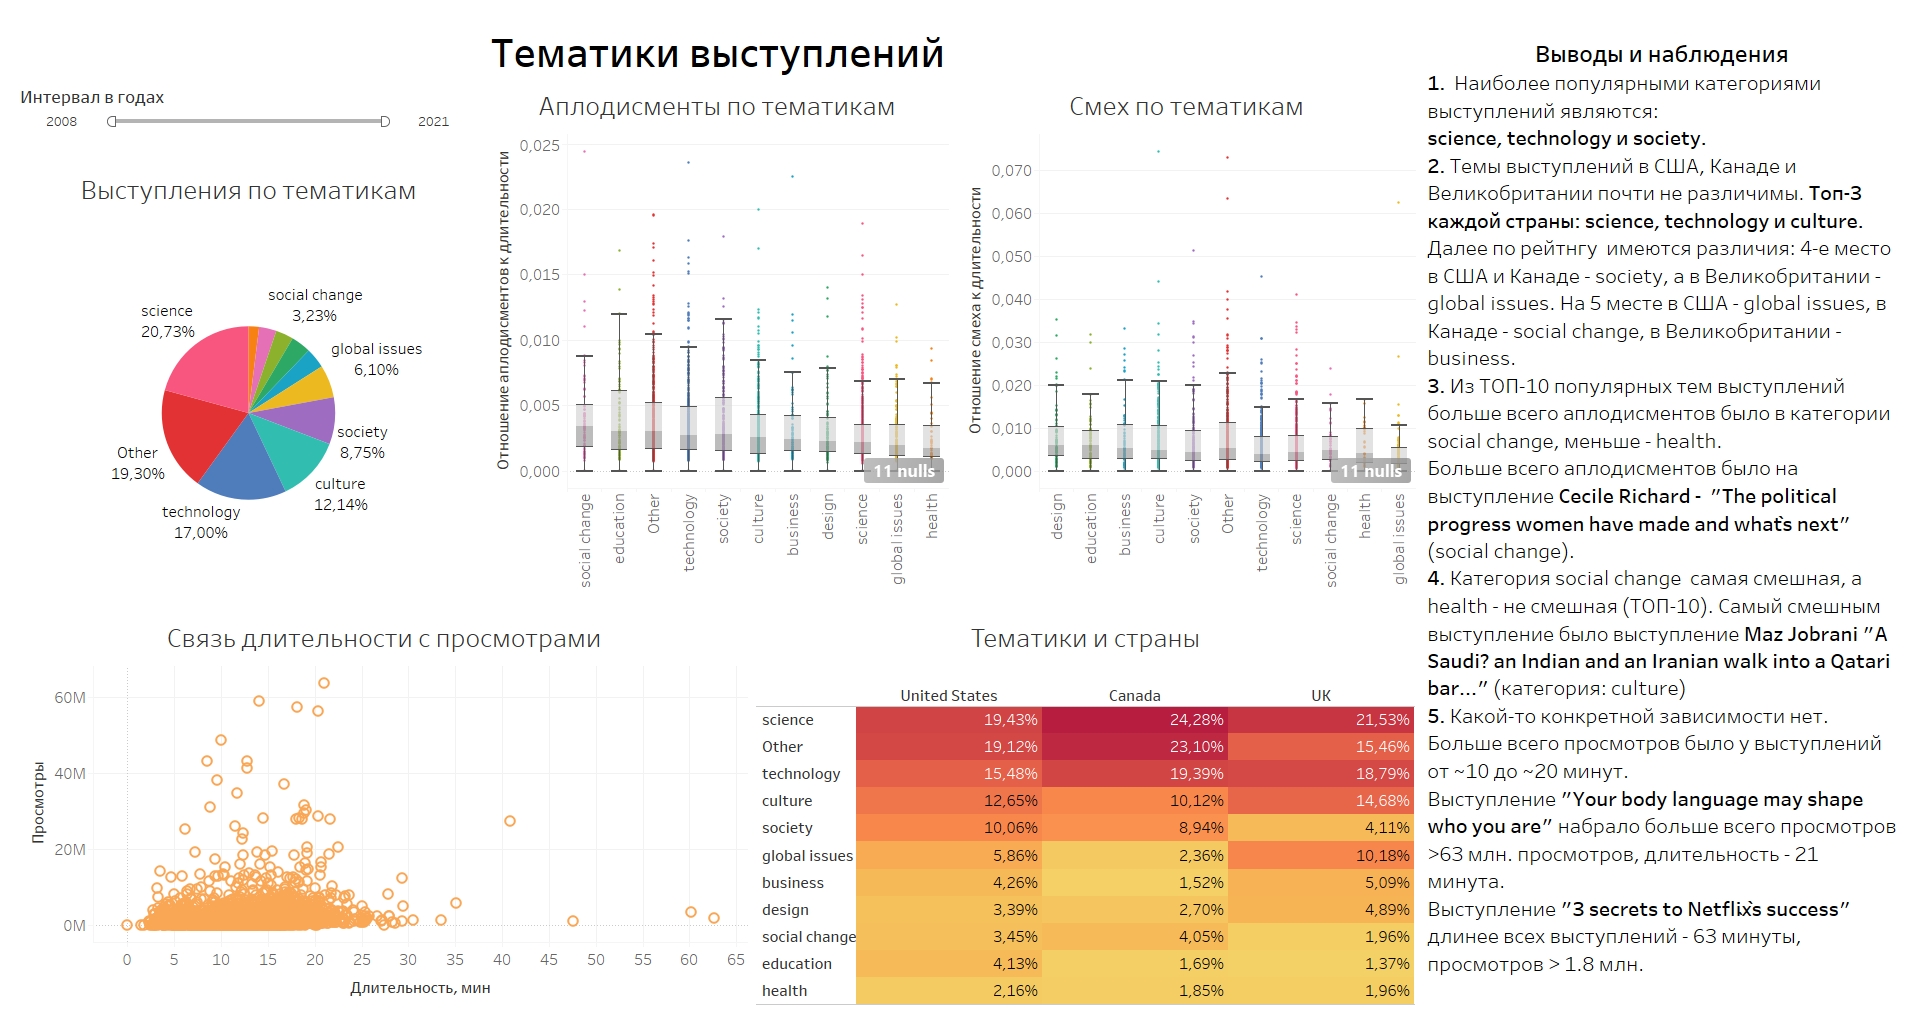 Тематики выступлений
Интервал в годах
2008
2021
Выступления по тематикам
social change
3,23%
science
20,73%
global issues
6,10%
society
8,75%
Other
19,30%
culture
12,14%
technology
17,00%
Аплодисменты по тематикам
Отношение аплодисментов к длительности
0,025
0,020
0,015
0,010
0,005
0,000
11 nulls
social change
education
Other
technology
society
culture
business
design
science
global issues
health
Смех по тематикам
Отношение смеха к длительности
0,070
0,060
0,050
0,040
0,030
0,020
0,010
0,000
11 nulls
design
education
business
culture
society
Other
technology
science
social change
health
global issues
Связь длительности с просмотрами
Просмотры
60M
40M
20M
0M
0 5 10 15 20 25 30 35 40 45 50 55 60 65
Длительность, мин
Тематики и страны
United States Canada UK
science 19,43% 24,28% 21,53%
Other 19,12% 23,10% 15,46%
technology 15,48% 19,39% 18,79%
culture 12,65% 10,12% 14,68%
society 10,06% 8,94% 4,11%
global issues 5,86% 2,36% 10,18%
business 4,26% 1,52% 5,09%
design 3,39% 2,70% 4,89%
social change 3,45% 4,05% 1,96%
education 4,13% 1,69% 1,37%
health 2,16% 1,85% 1,96%
Выводы и наблюдения
1. Наиболее популярными категориями
выступлений являются:
science, technology и society.
2. Темы выступлений в США, Канаде и
Великобритании почти не различимы. Топ-3
каждой страны: science, technology и culture.
Далее по рейтнгу имеются различия: 4-е место
в США и Канаде - society, а в Великобритании -
global issues. На 5 месте в США - global issues, в
Канаде - social change, в Великобритании -
business.
3. Из ТОП-10 популярных тем выступлений
больше всего аплодисментов было в категории
social change, меньше - health.
Больше всего аплодисментов было на
выступление Cecile Richard - "The political
progress women have made and what`s next"
(social change).
4. Категория social change самая смешная, а
health - не смешная (ТОП-10). Самый смешным
выступление было выступление Maz Jobrani "A
Saudi? an Indian and an Iranian walk into a Qatari
bar..." (категория: culture)
5. Какой-то конкретной зависимости нет.
Больше всего просмотров было у выступлений
от ~10 до ~20 минут.
Выступление "Your body language may shape
who you are" набрало больше всего просмотров
>63 млн. просмотров, длительность - 21
минута.
Выступление "3 secrets to Netflix`s success"
длинее всех выступлений - 63 минуты,
просмотров > 1.8 млн.